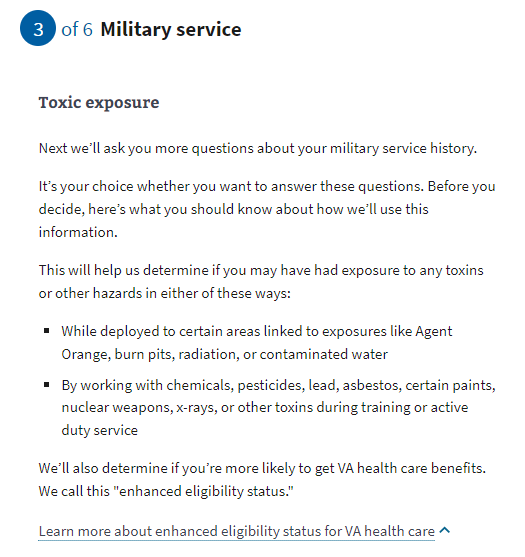 3 of 6 Military service
Toxic exposure
Next we’ll ask you more questions about your military service history.
It’s your choice whether you want to answer these questions. Before you
decide, here’s what you should know about how we’ll use this
information.
This will help us determine if you may have had exposure to any toxins
or other hazards in either of these ways:
▪ While deployed to certain areas linked to exposures like Agent
Orange, burn pits, radiation, or contaminated water
▪ By working with chemicals, pesticides, lead, asbestos, certain paints,
nuclear weapons, x-rays, or other toxins during training or active
duty service
We’ll also determine if you’re more likely to get VA health care benefits.
We call this "enhanced eligibility status."
Learn more about enhanced eligibility status for VA health care